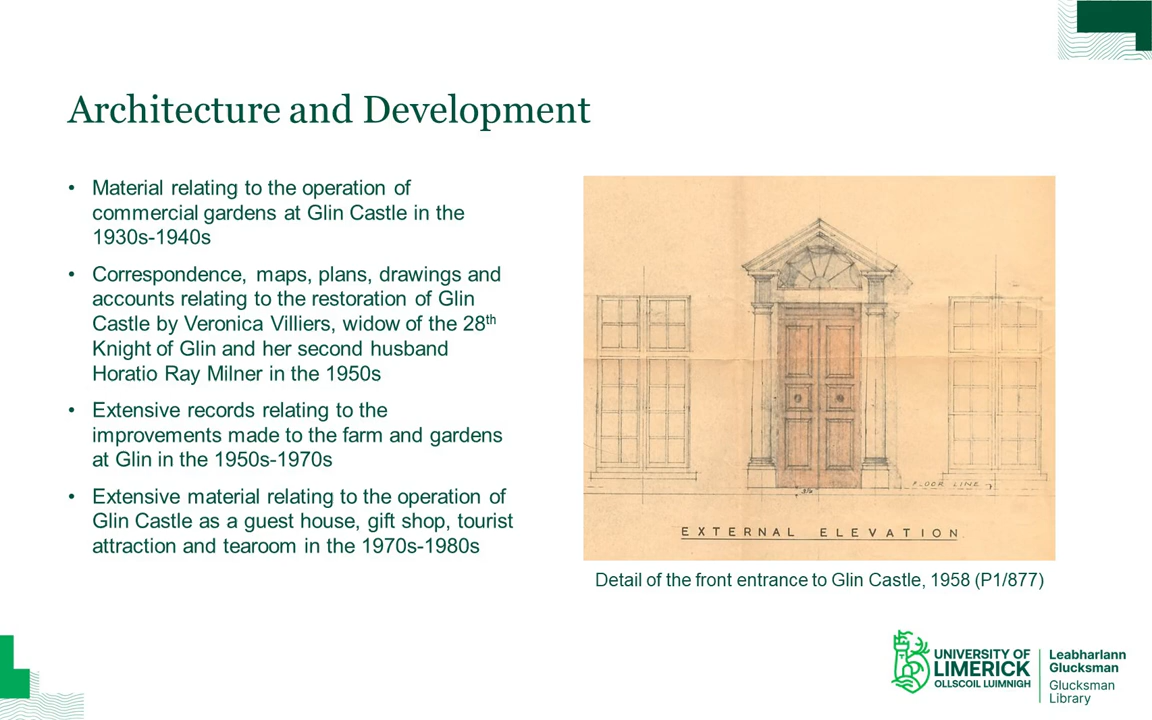 Architecture and Development
• Material relating to the operation of
commercial gardens at Glin Castle in the
1930s-1940s
• Correspondence, maps, plans, drawings and
accounts relating to the restoration of Glin
Castle by Veronica Villiers, widow of the 28th
Knight of Glin and her second husband
Horatio Ray Milner in the 1950s
• Extensive records relating to the
improvements made to the farm and gardens
at Glin in the 1950s-1970s
• Extensive material relating to the operation of
Glin Castle as a guest house, gift shop, tourist
attraction and tearoom in the 1970s-1980s
FLOOR LINE
EXTERNAL ELEVATION
Detail of the front entrance to Glin Castle, 1958 (P1/877)
UNIVERSITY OF
LIMERICK
OLLSCOIL LUIMNIGH
Leabharlann
Glucksman
Glucksman
Library